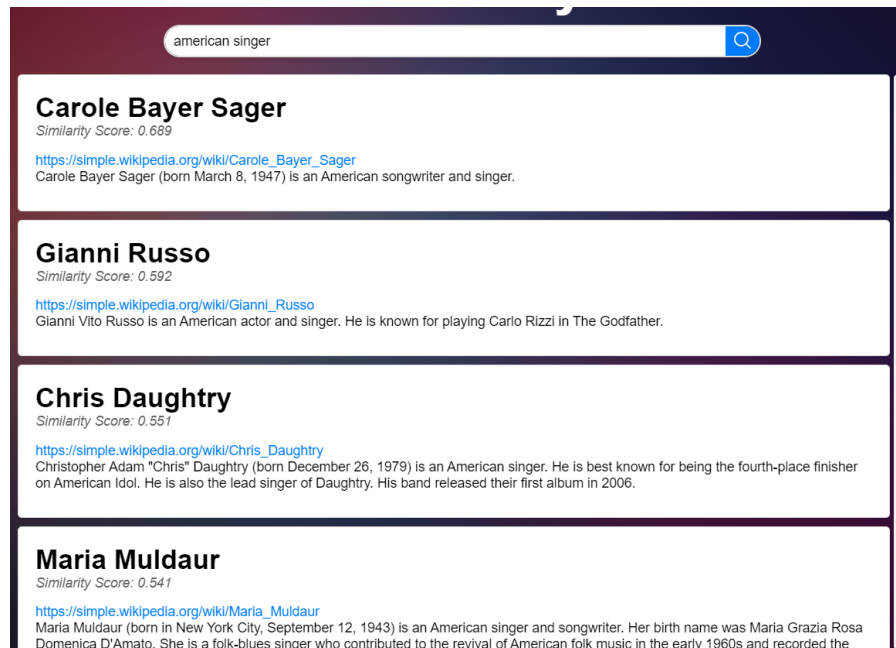 american singer
Carole Bayer Sager
Similarity Score: 0.689
https://simple.wikipedia.org/wiki/Carole_Bayer_Sager
Carole Bayer Sager (born March 8, 1947) is an American songwriter and singer.
Gianni Russo
Similarity Score: 0.592
https://simple.wikipedia.org/wiki/Gianni_Russo
Gianni Vito Russo is an American actor and singer. He is known for playing Carlo Rizzi in The Godfather.
Chris Daughtry
Similarity Score: 0.551
https://simple.wikipedia.org/wiki/Chris_Daughtry
Christopher Adam "Chris" Daughtry (born December 26, 1979) is an American singer. He is best known for being the fourth-place finisher
on American Idol. He is also the lead singer of Daughtry. His band released their first album in 2006.
Maria Muldaur
Similarity Score: 0.541
https://simple.wikipedia.org/wiki/Maria_Muldaur
Maria Muldaur (born in New York City, September 12, 1943) is an American singer and songwriter. Her birth name was Maria Grazia Rosa
Domenica D'Amato. She is a folk-blues singer who contributed to the revival of American folk music in the early 1960s and recorded the